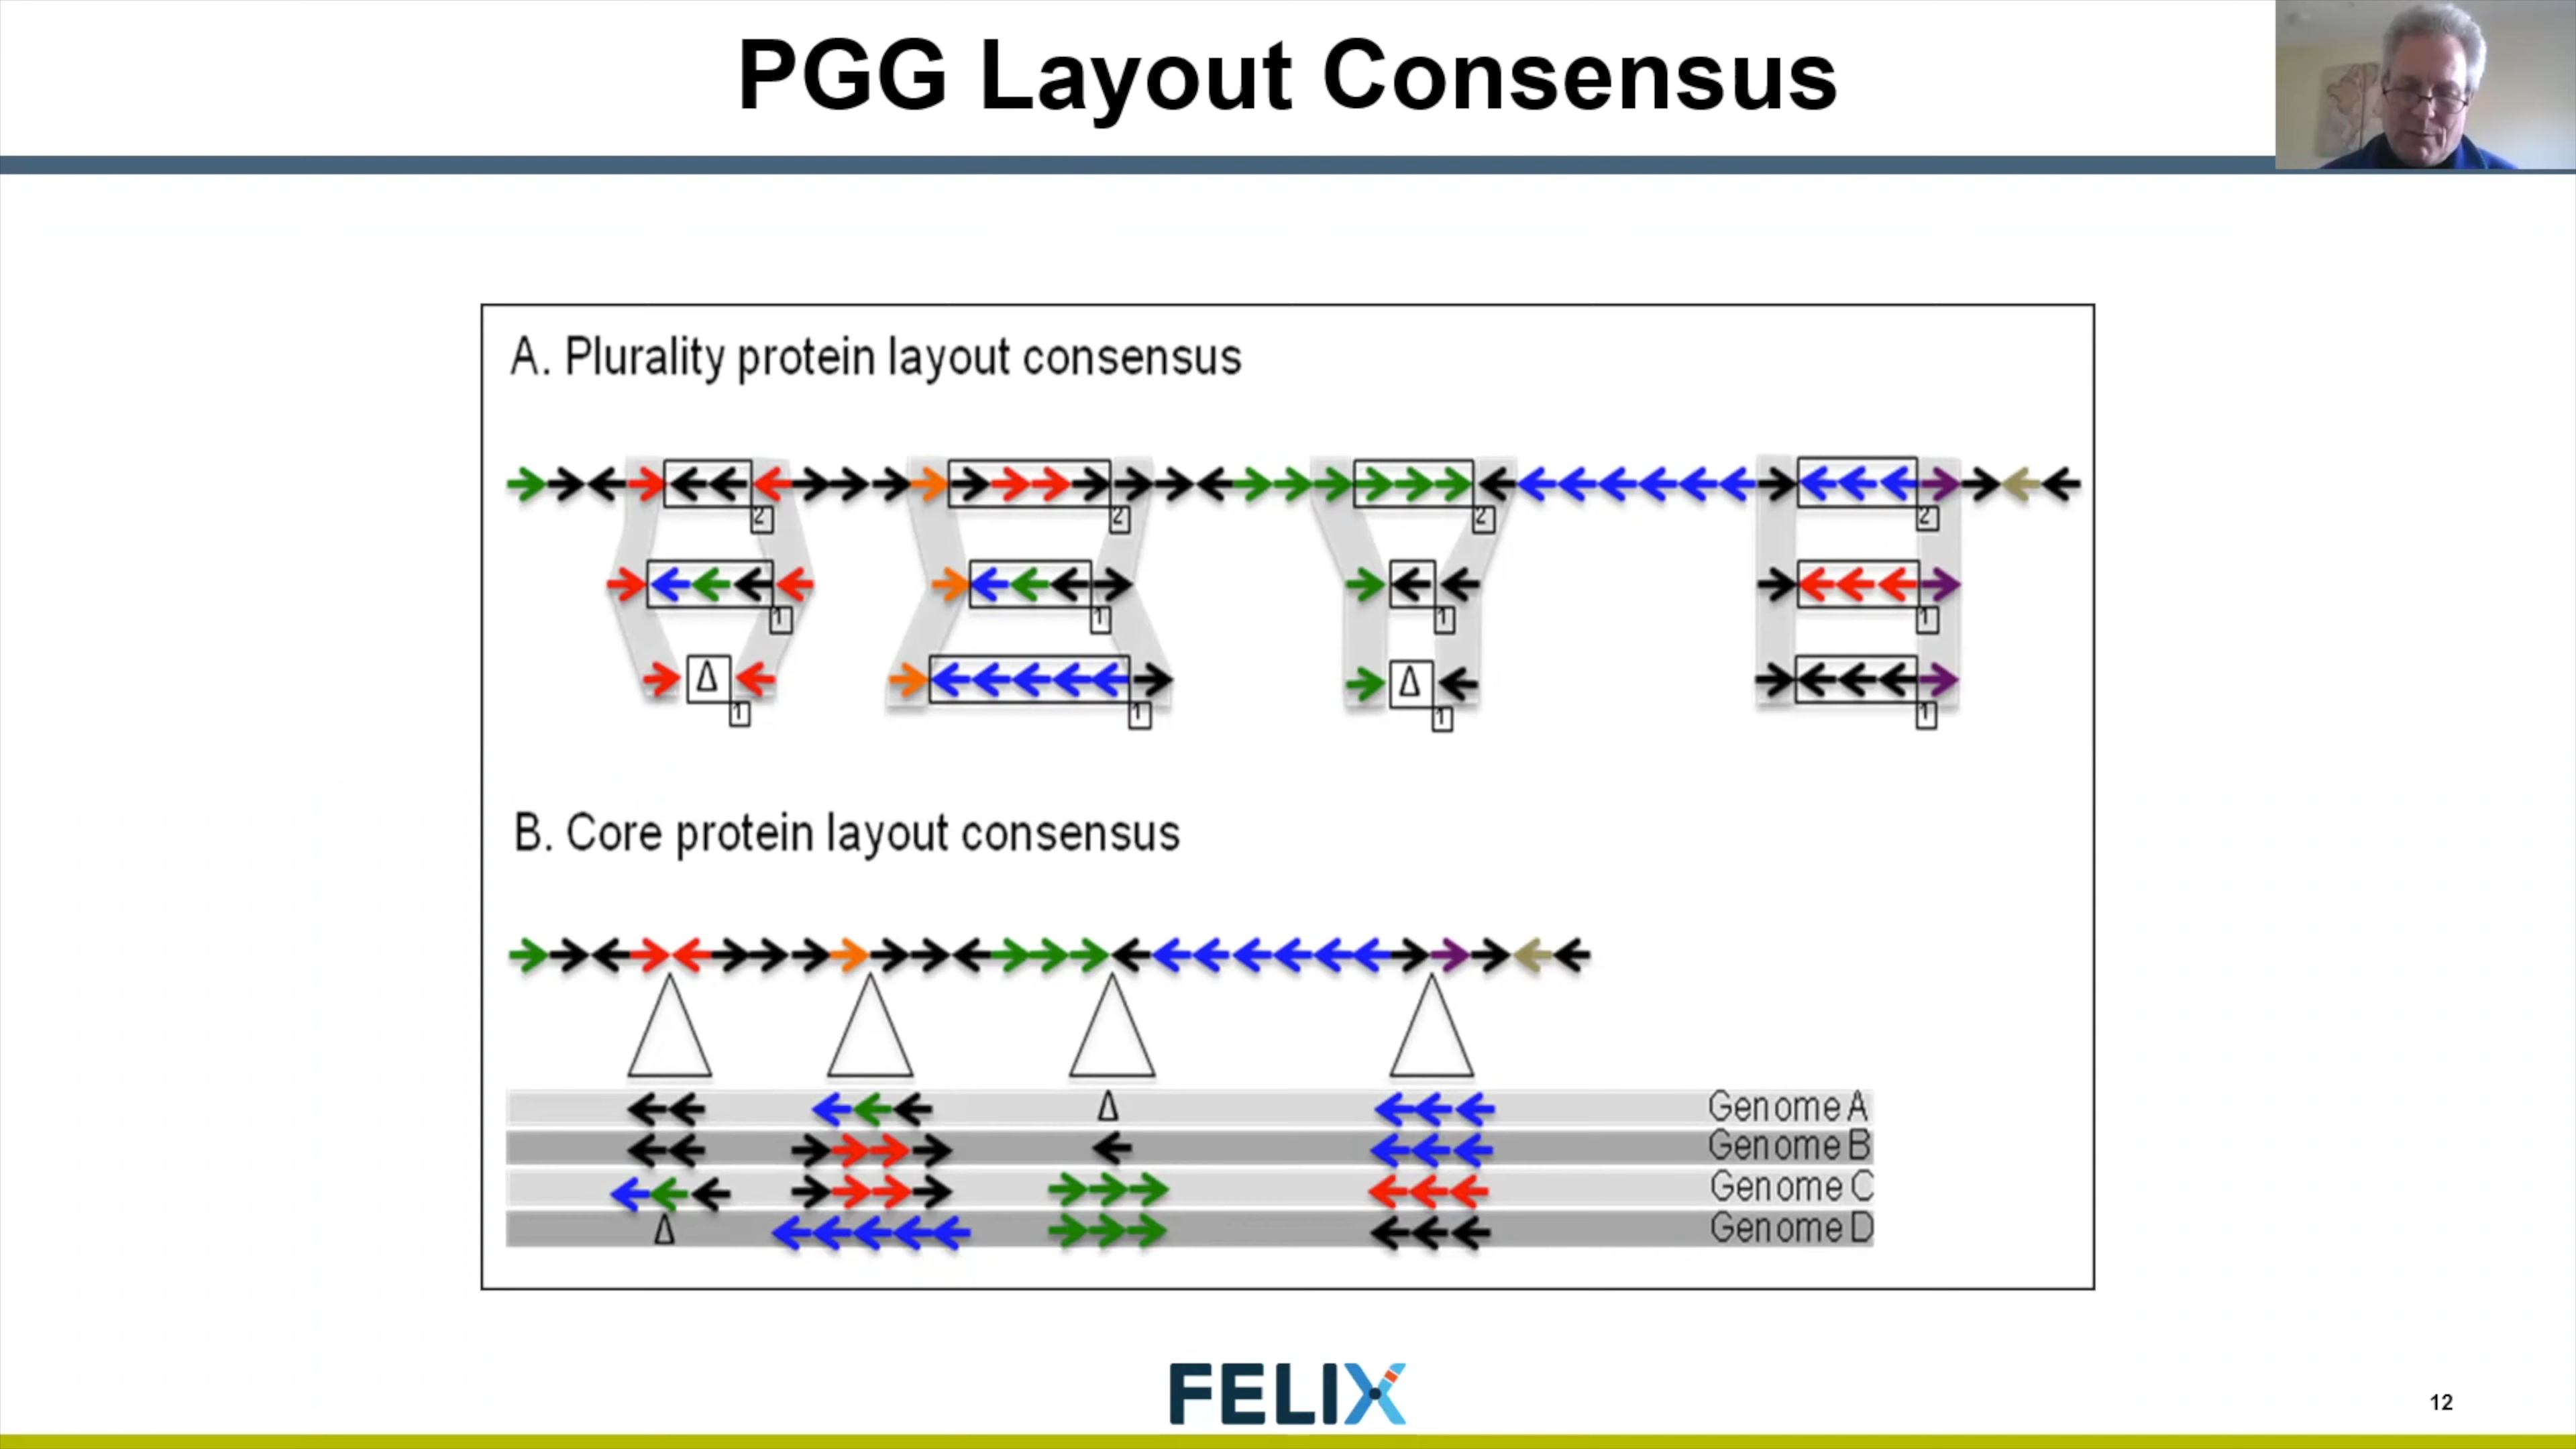 PGG Layout Consensus
A. Plurality protein layout consensus
2 2 2 2
1 1 1 1
Δ Δ
1 1 1 1
B. Core protein layout consensus
Δ Genome A
Genome B
Genome C
Δ Genome D
FELIX
12